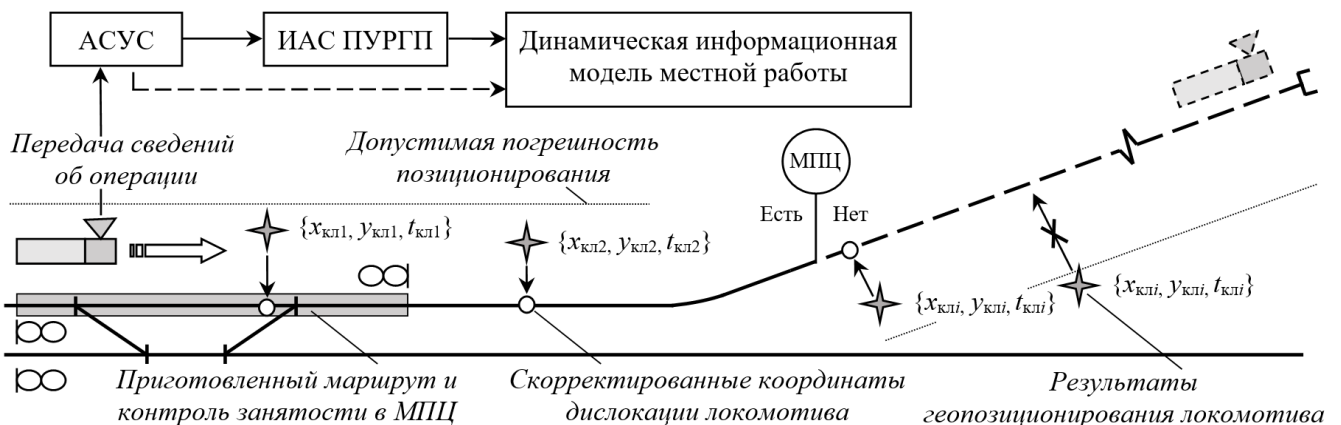 АСУС
ИАС ПУРГП
Динамическая информационная
модель местной работы
Передача сведений
об операции
Допустимая погрешность
позиционирования
МПЦ
Есть
Нет
{xкл1, yкл1, tкл1}
{xкл2, yкл2, tкл2}
{xклi, yклi, tклi}
{xклi, yклi, tклi}
Приготовленный маршрут и
контроль занятости в МПЦ
Скорректированные координаты
дислокации локомотива
Результаты
геопозиционирования локомотива